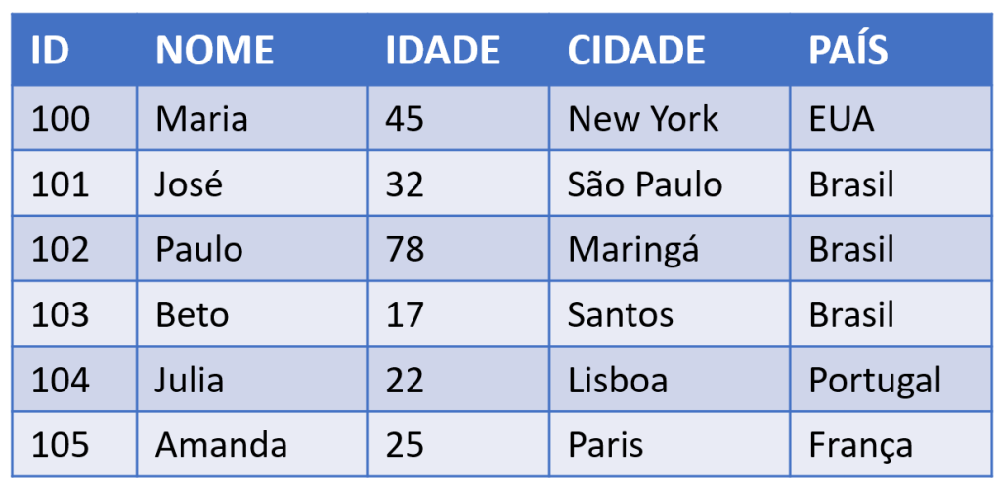 ID NOME IDADE CIDADE PAÍS
100 Maria 45 New York EUA
101 José 32 São Paulo Brasil
102 Paulo 78 Maringá Brasil
103 Beto 17 Santos Brasil
104 Julia 22 Lisboa Portugal
105 Amanda 25 Paris França